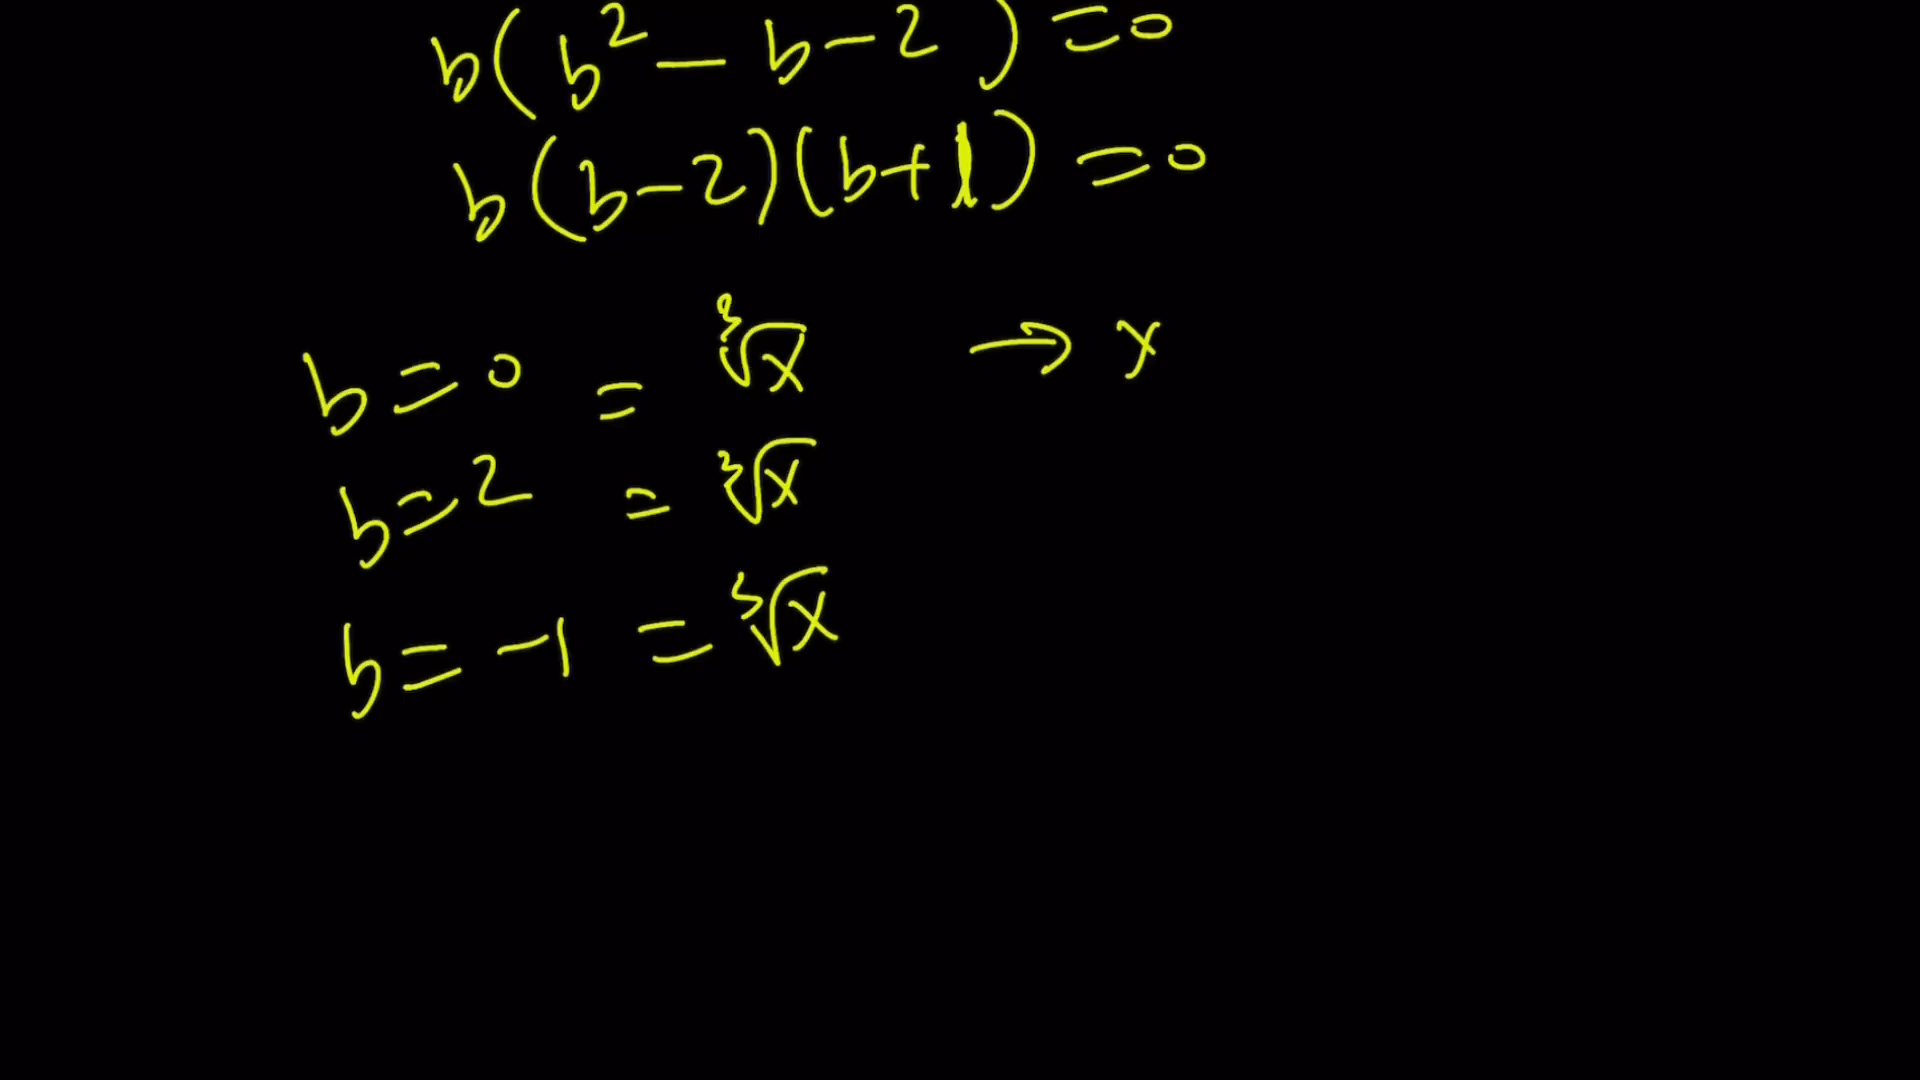 b(b² − b − 2) = 0
b(b−2)(b+1) = 0
b = 0 = ∛x → x
b = 2 = ∛x
b = −1 = ∛x